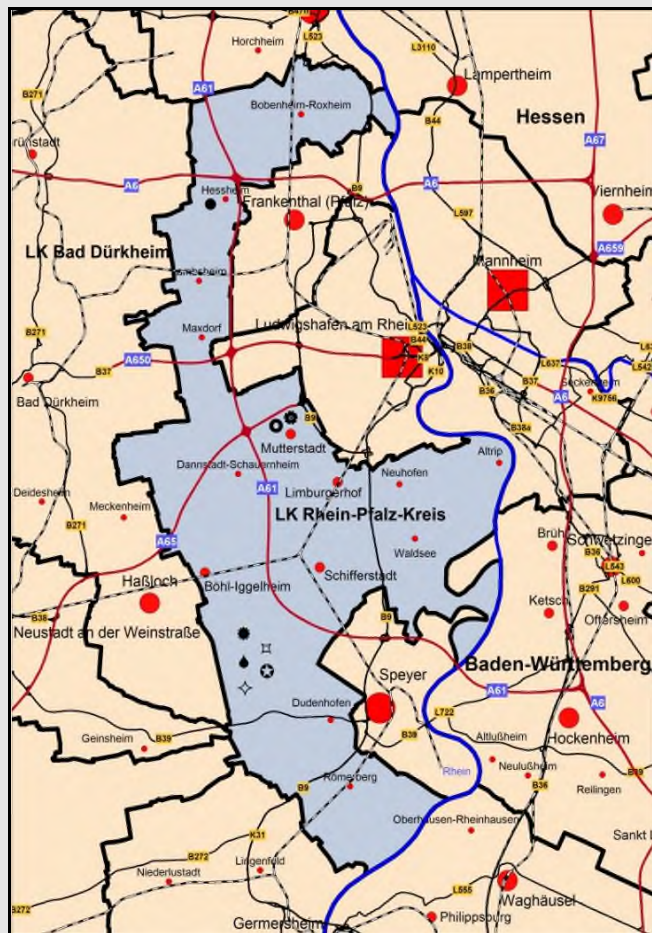 B47n
L523
Horchheim
L3110
B271
A61
Lampertheim
Bobenheim-Roxheim
Hessen
B44
A67
rünstadt
A6
Hessheim
B9
A6
Frankenthal (Pfalz)
Viernheim
L597
A659
LK Bad Dürkheim
Mannheim
Maxdorf
Ludwigshafen am Rhei
L523
B271
A650
B44
B38
K10
L637
L542
B37
B36
B37
A6
K9756
Bad Dürkheim
B38a
B9
Mutterstadt
Altrip
Dannstadt-Schauernheim
Neuhofen
Deidesheim
A61
Limburgerhof
Meckenheim
LK Rhein-Pfalz-Kreis
B271
A65
Waldsee
Brüh
B36
Schwetzinge
L543
Haßloch
Böhl-Iggelheim
Schifferstadt
B291
L600
Ketsch
Oftersheim
B38
B9
Neustadt an der Weinstraße
Speyer
Baden-Württemberg
A61
A6
Dudenhofen
L722
Hockenheim
B39
B39
Altlußheim
Geinsheim
Rhein
Neulußheim
B39
Römerberg
B9
B36
Reilingen
Oberhausen-Rheinhausen
K31
Sankt L
B272
Lingenfeld
Niederlustadt
Waghäusel
L555
B272
Germersheim
Philippsburg